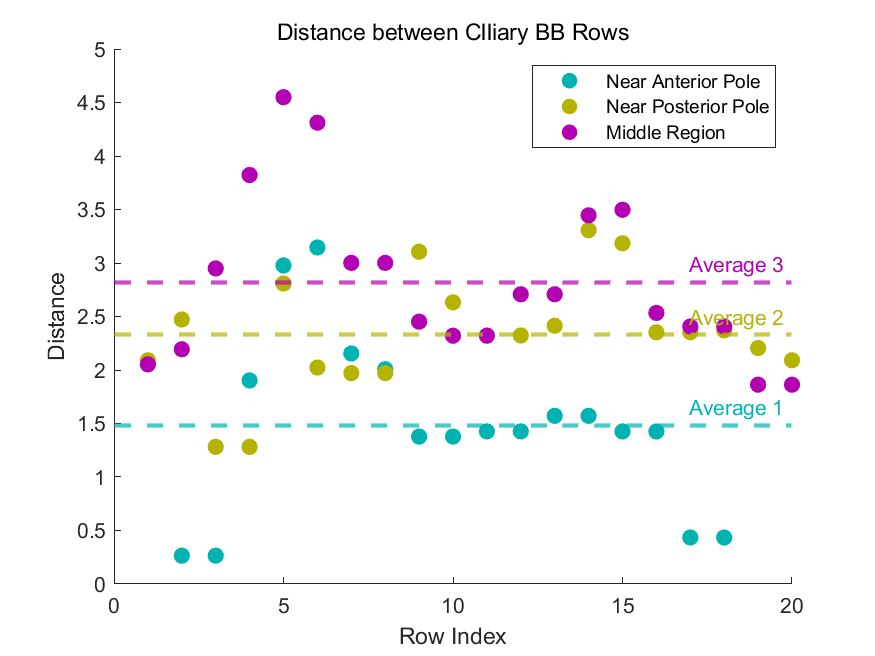 Distance between CIliary BB Rows
Near Anterior Pole
Near Posterior Pole
Middle Region
5
4.5
4
3.5
3
2.5
2
1.5
1
0.5
0
Distance
Average 3
Average 2
Average 1
0
5
10
15
20
Row Index